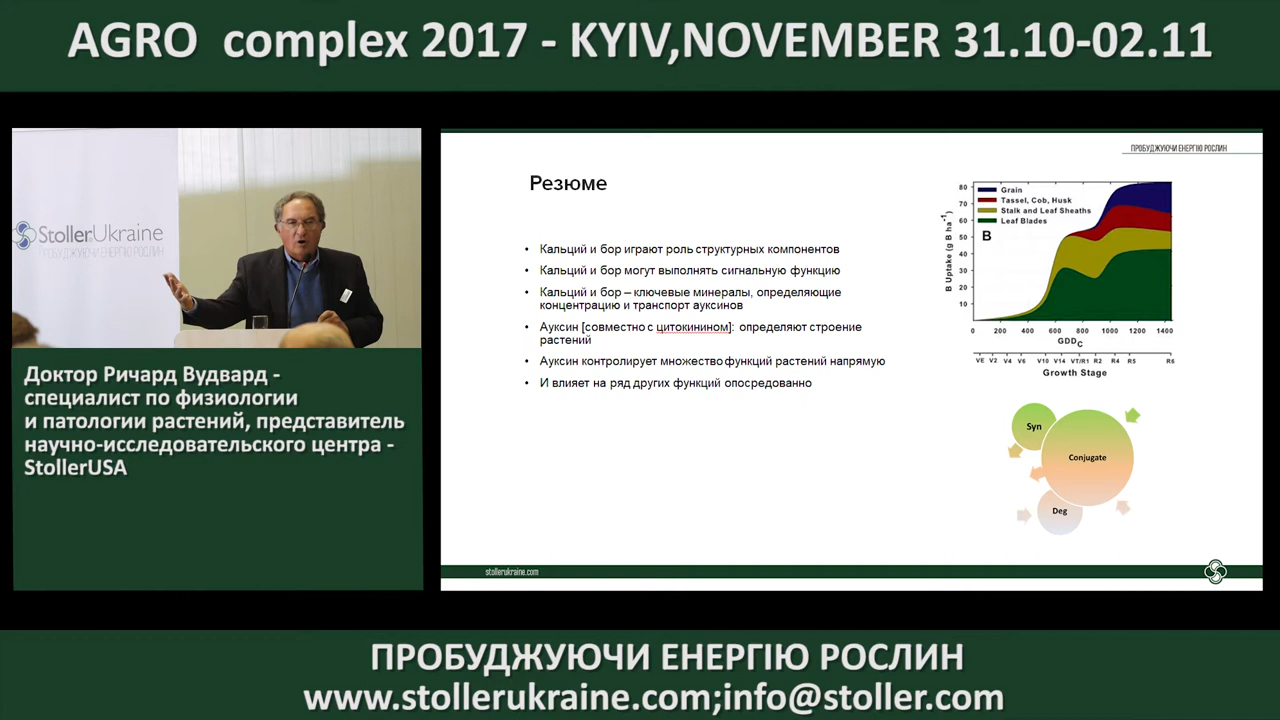 AGRO complex 2017 - KYIV,NOVEMBER 31.10-02.11
StollerUkraine
ПРОБУДЖУЮЧИ ЕНЕРГІЮ РОСЛИН
Доктор Ричард Вудвард -
специалист по физиологии
и патологии растений, представитель
научно-исследовательского центра -
StollerUSA
ПРОБУДЖУЮЧИ ЕНЕРГІЮ РОСЛИН
Резюме
• Кальций и бор играют роль структурных компонентов
• Кальций и бор могут выполнять сигнальную функцию
• Кальций и бор – ключевые минералы, определяющие
концентрацию и транспорт ауксинов
• Ауксин [совместно с цитокинином]: определяют строение
растений
• Ауксин контролирует множество функций растений напрямую
• И влияет на ряд других функций опосредованно
B Uptake (g B ha-1)
80
70
60
50
40
30
20
10
Grain
Tassel, Cob, Husk
Stalk and Leaf Sheaths
Leaf Blades
B
0 200 400 600 800 1000 1200 1400
GDDC
VE V2 V4 V6 V10 V14 VT/R1 R2 R4 R5 R6
Growth Stage
Syn
Conjugate
Deg
stollerukraine.com
ПРОБУДЖУЮЧИ ЕНЕРГІЮ РОСЛИН
www.stollerukraine.com;info@stoller.com